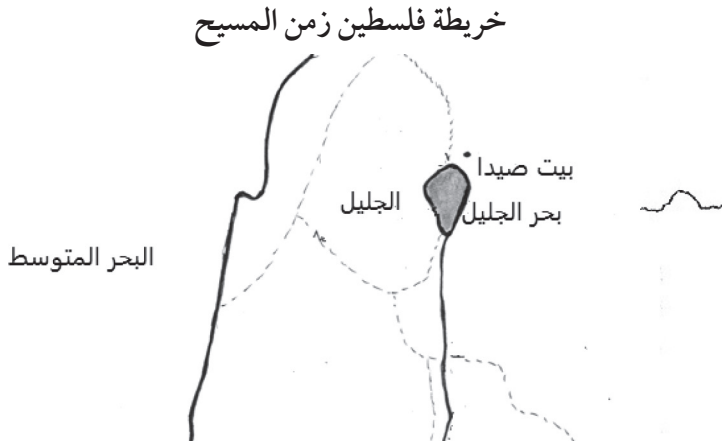 خريطة فلسطين زمن المسيح
بيت صيدا
الجليل
بحر الجليل
البحر المتوسط